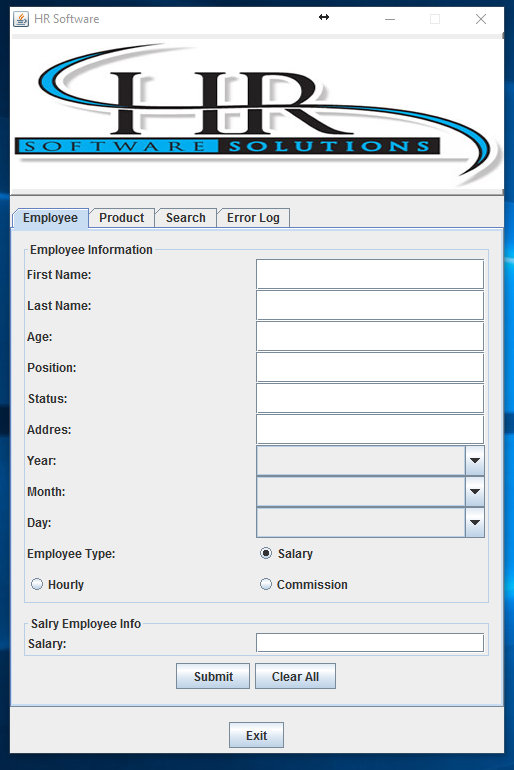 HR Software
HR
SOFTWARE SOLUTIONS
Employee Product Search Error Log
Employee Information
First Name:
Last Name:
Age:
Position:
Status:
Addres:
Year:
Month:
Day:
Employee Type: Salary
Hourly Commission
Salry Employee Info
Salary:
Submit Clear All
Exit